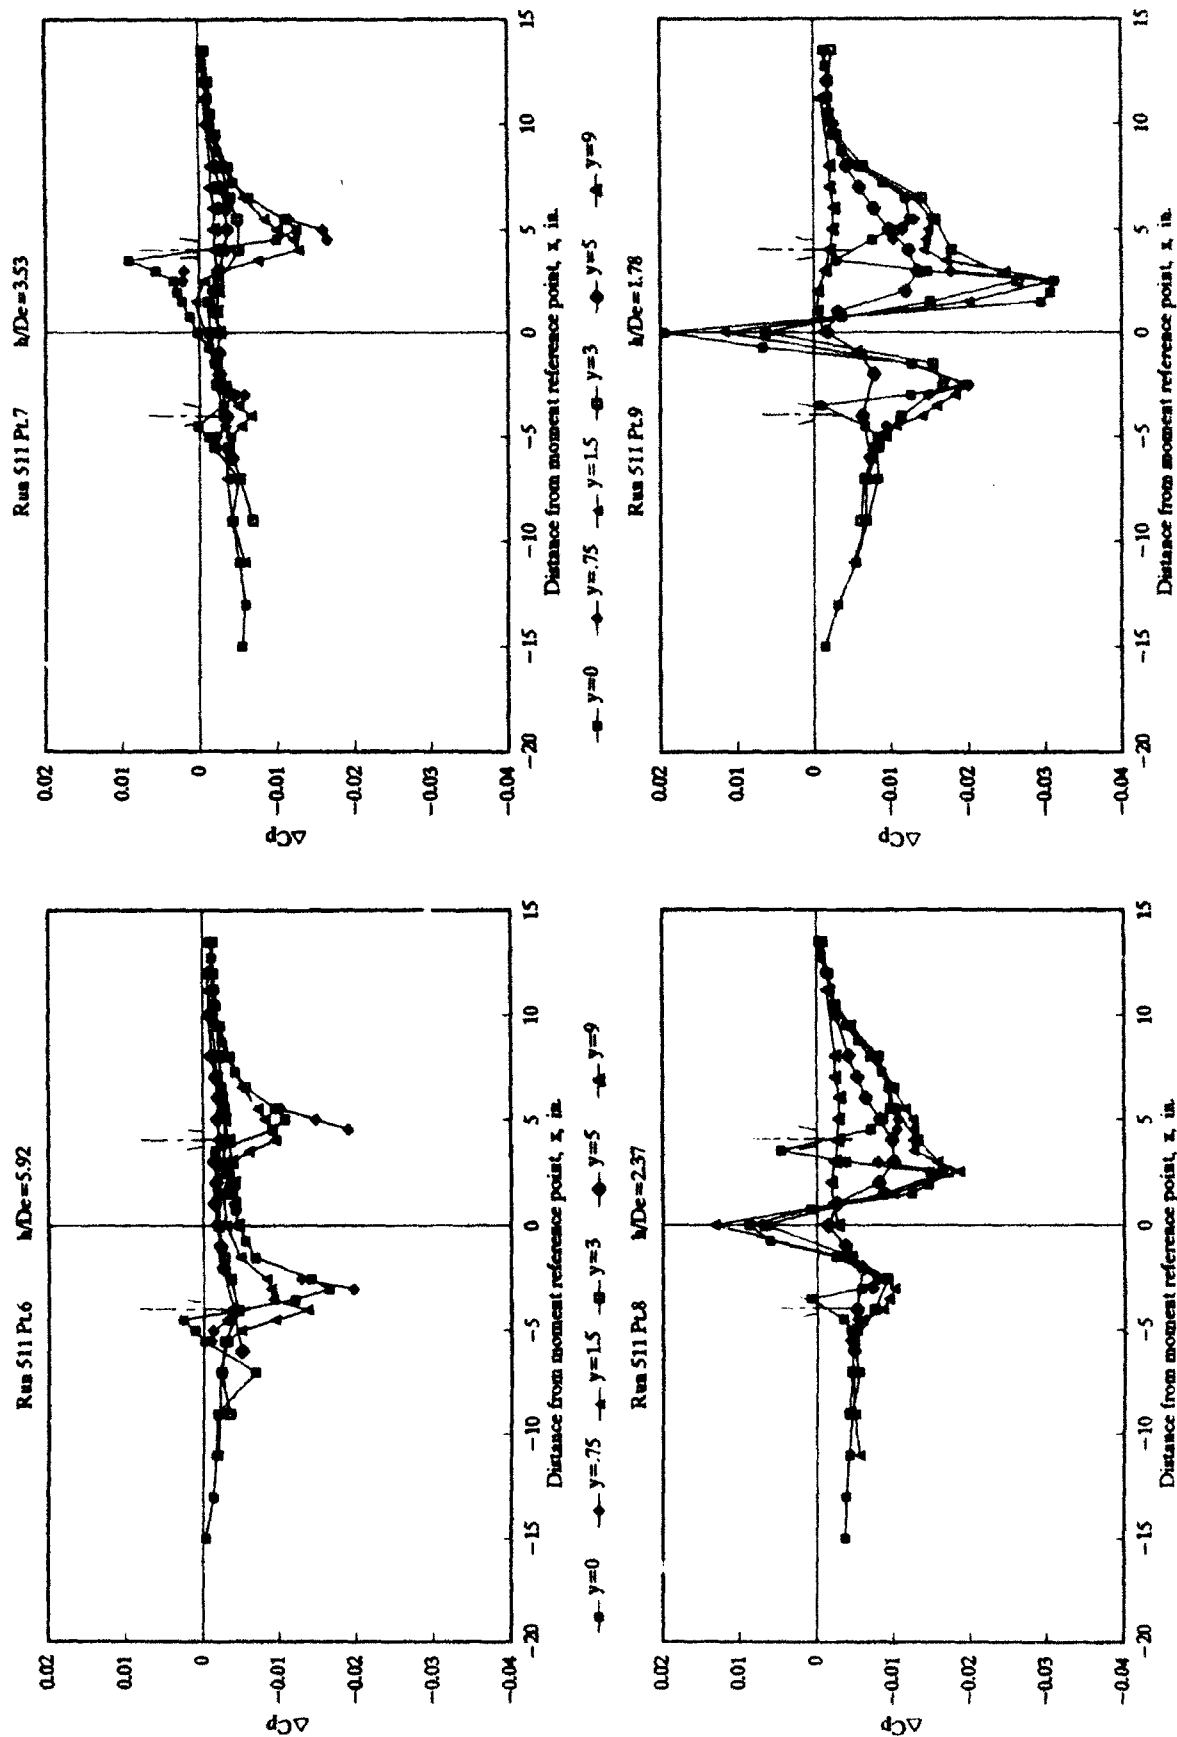 Run 511 Pt.6 h/De=5.92
0.02
0.01
0
−0.01
−0.02
−0.03
−0.04
ΔCp
−20 −15 −10 −5 0 5 10 15
Distance from moment reference point, x, in.
Run 511 Pt.7 h/De=3.53
0.02
0.01
0
−0.01
−0.02
−0.03
−0.04
ΔCp
−20 −15 −10 −5 0 5 10 15
Distance from moment reference point, x, in.
y=0 y=.75 y=1.5 y=3 y=5 y=9
y=0 y=.75 y=1.5 y=3 y=5 y=9
Run 511 Pt.8 h/De=2.37
0.02
0.01
0
−0.01
−0.02
−0.03
−0.04
ΔCp
−20 −15 −10 −5 0 5 10 15
Distance from moment reference point, x, in.
Run 511 Pt.9 h/De=1.78
0.02
0.01
0
−0.01
−0.02
−0.03
−0.04
ΔCp
−20 −15 −10 −5 0 5 10 15
Distance from moment reference point, x, in.